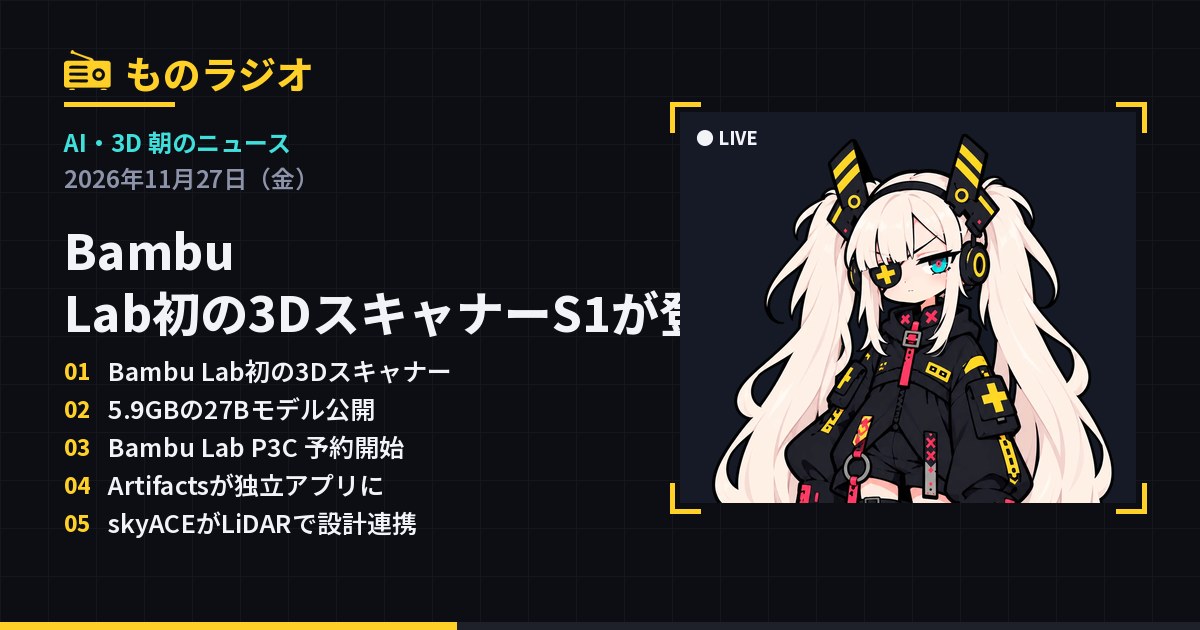 ものラジオ
AI・3D 朝のニュース
2026年11月27日（金）
Bambu
Lab初の3DスキャナーS1が
01 Bambu Lab初の3Dスキャナー
02 5.9GBの27Bモデル公開
03 Bambu Lab P3C 予約開始
04 Artifactsが独立アプリに
05 skyACEがLiDARで設計連携
LIVE